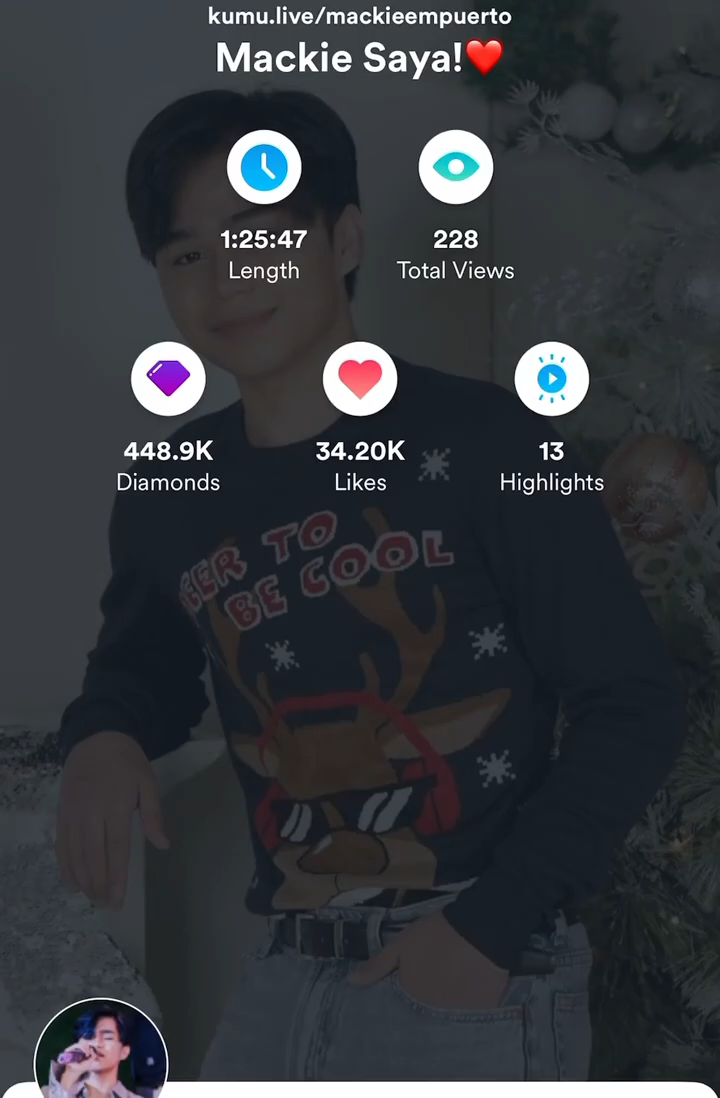 kumu.live/mackieempuerto
Mackie Saya!❤️
1:25:47
Length
228
Total Views
448.9K
Diamonds
34.20K
Likes
13
Highlights
TO
BE COOL